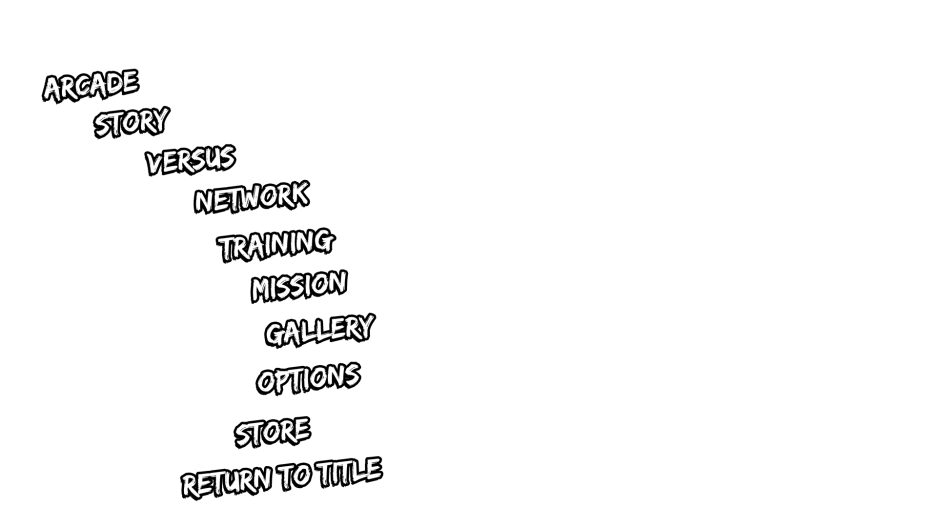 ARCADE
STORY
VERSUS
NETWORK
TRAINING
MISSION
GALLERY
OPTIONS
STORE
RETURN TO TITLE